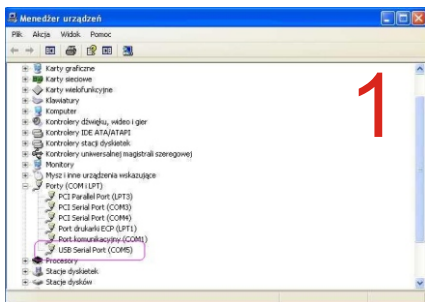 Menedżer urządzeń
Plik Akcja Widok Pomoc
1
Karty graficzne
Karty sieciowe
Karty wielofunkcyjne
Klawiatury
Komputer
Kontrolery dźwięku, wideo i gier
Kontrolery IDE ATA/ATAPI
Kontrolery stacji dyskietek
Kontrolery uniwersalnej magistrali szeregowej
Monitory
Mysz i inne urządzenia wskazujące
Porty (COM i LPT)
PCI Parallel Port (LPT3)
PCI Serial Port (COM3)
PCI Serial Port (COM4)
Port drukarki ECP (LPT1)
Port komunikacyjny (COM1)
USB Serial Port (COM5)
Procesory
Stacje dyskietek
Stacje dysków